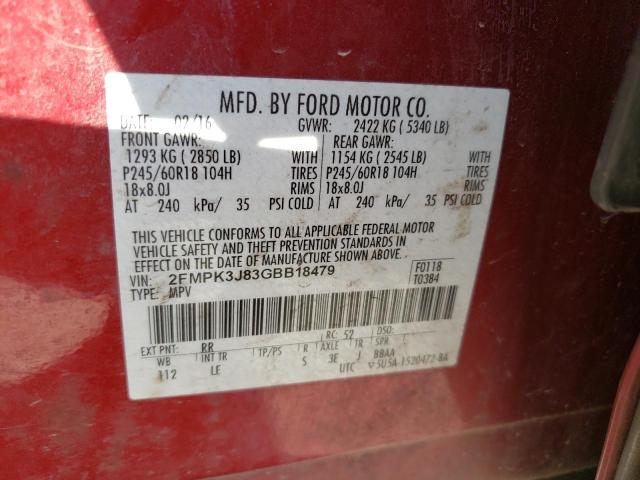 MFD. BY FORD MOTOR CO.
DATE: 02/16 GVWR: 2422 KG ( 5340 LB)
FRONT GAWR: REAR GAWR:
1293 KG ( 2850 LB) WITH 1154 KG ( 2545 LB) WITH
P245/60R18 104H TIRES P245/60R18 104H TIRES
18x8.0J RIMS 18x8.0J RIMS
AT 240 kPa/ 35 PSI COLD AT 240 kPa/ 35 PSI COLD
THIS VEHICLE CONFORMS TO ALL APPLICABLE FEDERAL MOTOR
VEHICLE SAFETY AND THEFT PREVENTION STANDARDS IN
EFFECT ON THE DATE OF MANUFACTURE SHOWN ABOVE.
VIN: 2FMPK3J83GBB18479 F0118
TYPE: MPV T0384
EXT PNT: RR RC: 52 DSO:
WB INT TR TP/PS R AXLE TR SPR
112 LE S 3E J BBAA
UTC 5U5A-1520472-BA